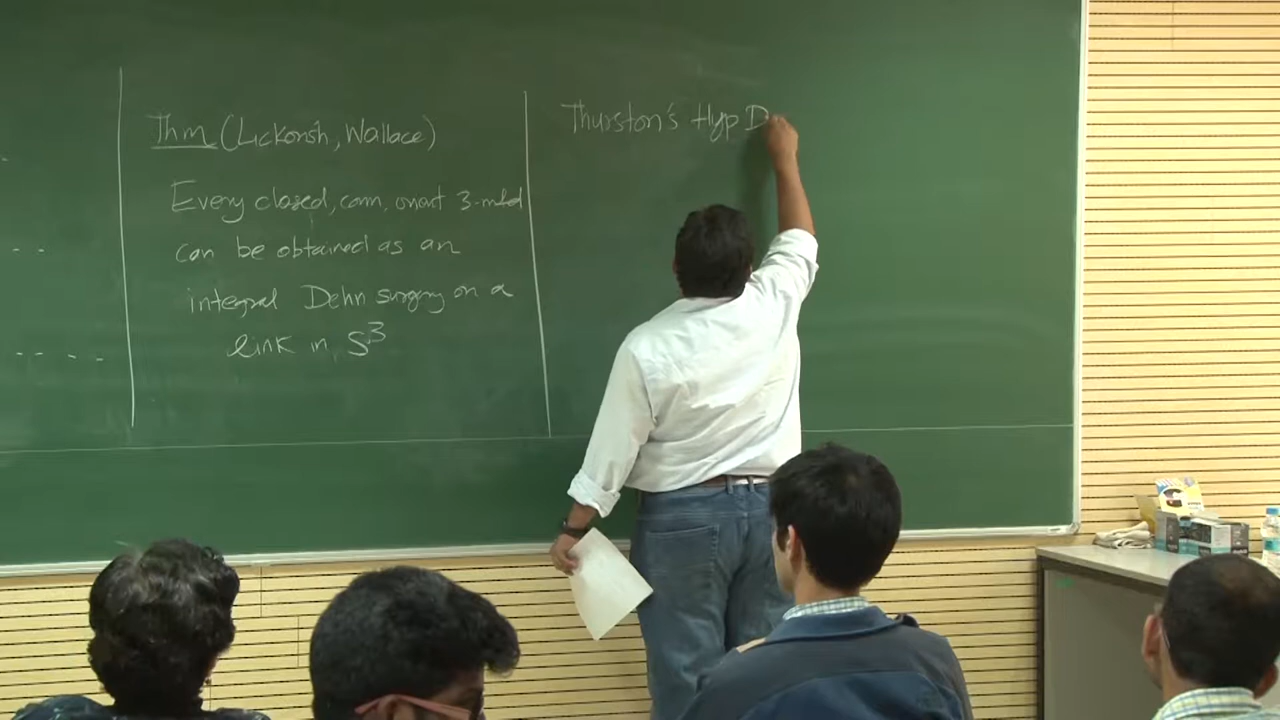 Thm (Lickorish, Wallace)
Every closed, conn, orient 3-mfd
can be obtained as an
integral Dehn surgery on a
link in S³
Thurston's Hyp D